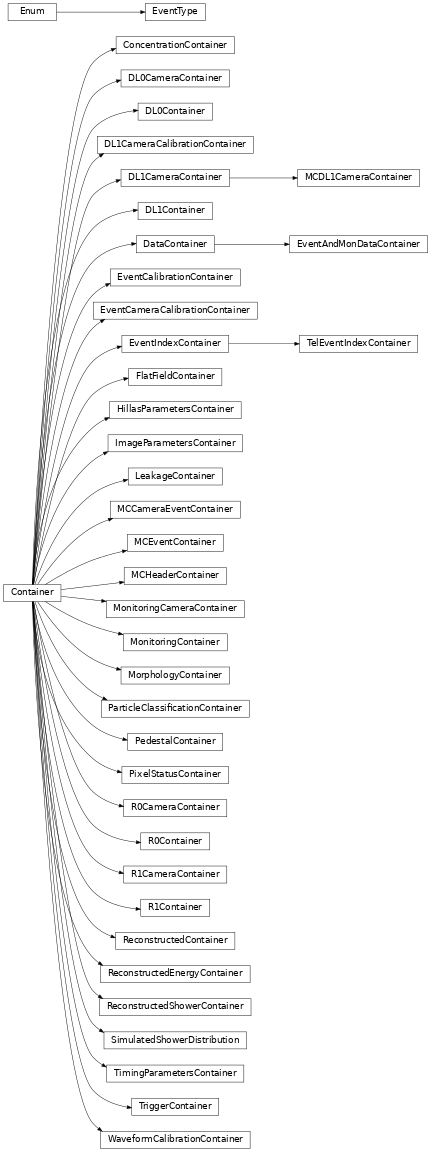 Enum
EventType
ConcentrationContainer
DL0CameraContainer
DL0Container
DL1CameraCalibrationContainer
DL1CameraContainer
MCDL1CameraContainer
DL1Container
DataContainer
EventAndMonDataContainer
EventCalibrationContainer
EventCameraCalibrationContainer
EventIndexContainer
TelEventIndexContainer
FlatFieldContainer
HillasParametersContainer
ImageParametersContainer
LeakageContainer
MCCameraEventContainer
MCEventContainer
MCHeaderContainer
Container
MonitoringCameraContainer
MonitoringContainer
MorphologyContainer
ParticleClassificationContainer
PedestalContainer
PixelStatusContainer
R0CameraContainer
R0Container
R1CameraContainer
R1Container
ReconstructedContainer
ReconstructedEnergyContainer
ReconstructedShowerContainer
SimulatedShowerDistribution
TimingParametersContainer
TriggerContainer
WaveformCalibrationContainer